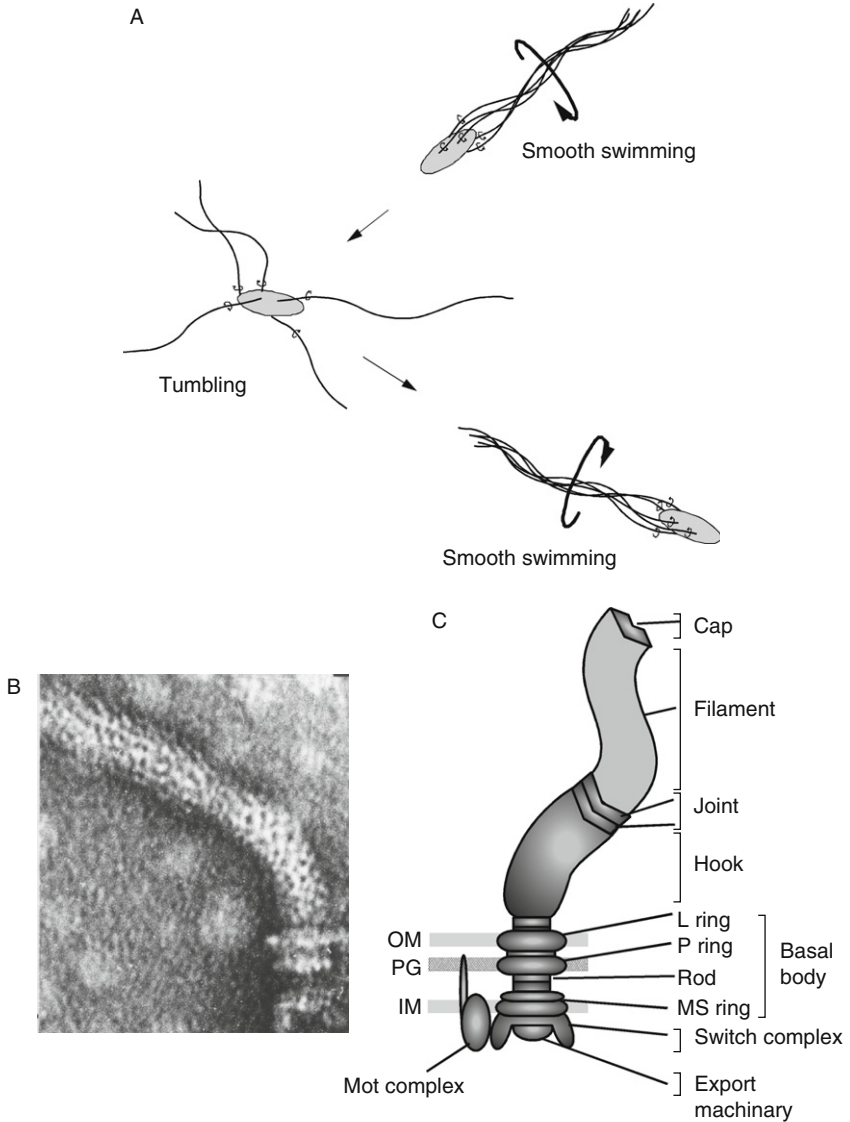 A
Smooth swimming
Tumbling
Smooth swimming
B
C
Cap
Filament
Joint
Hook
L ring
P ring
Rod
MS ring
Basal
body
Switch complex
Export
machinary
OM
PG
IM
Mot complex